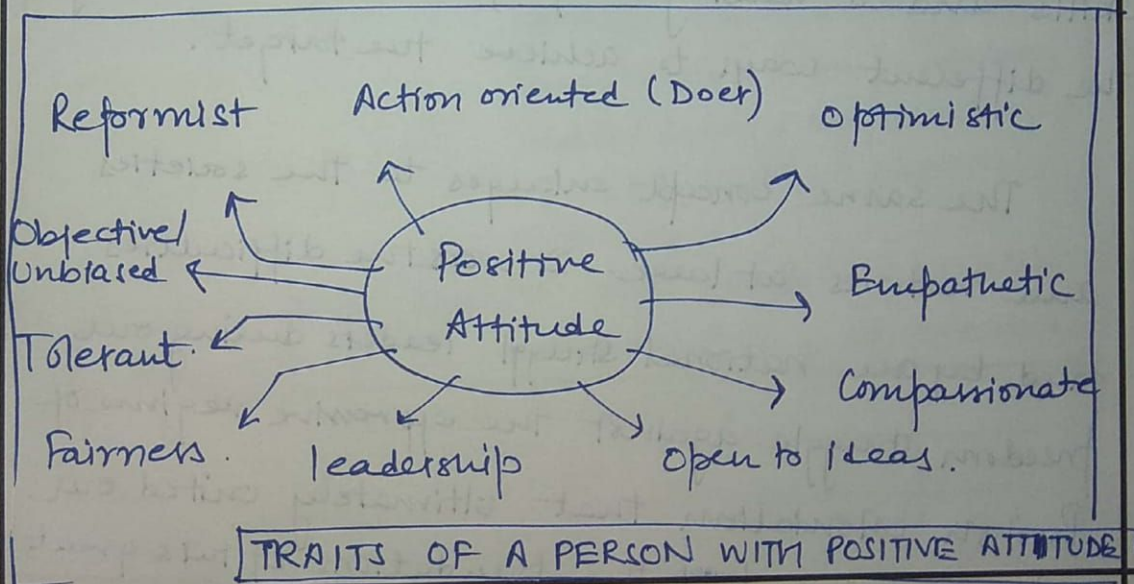 Reformist
Action oriented (Doer)
Optimistic
Objective/
Unbiased
Positive
Attitude
Empathetic
Tolerant.
Compassionate
Fairness.
leadership
Open to Ideas.
TRAITS OF A PERSON WITH POSITIVE ATTITUDE